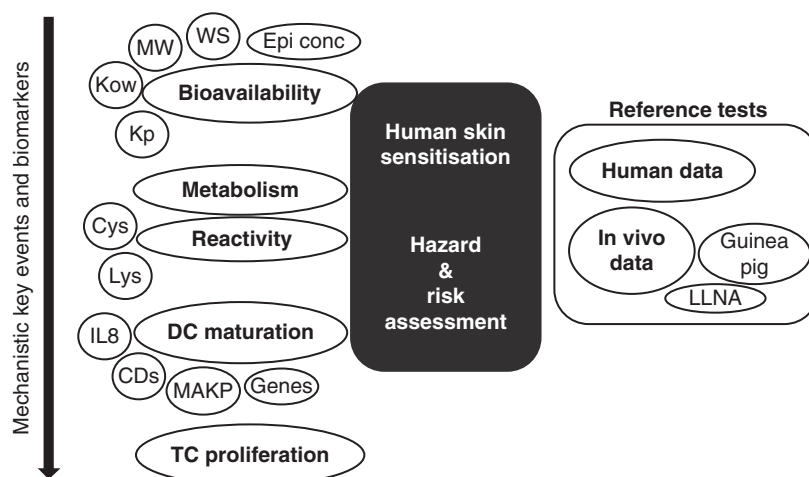 Mechanistic key events and biomarkers
MW
WS
Epi conc
Kow
Bioavailability
Kp
Metabolism
Cys
Reactivity
Lys
IL8
DC maturation
CDs
MAKP
Genes
TC proliferation
Human skin
sensitisation
Hazard
&
risk
assessment
Reference tests
Human data
In vivo
data
Guinea
pig
LLNA